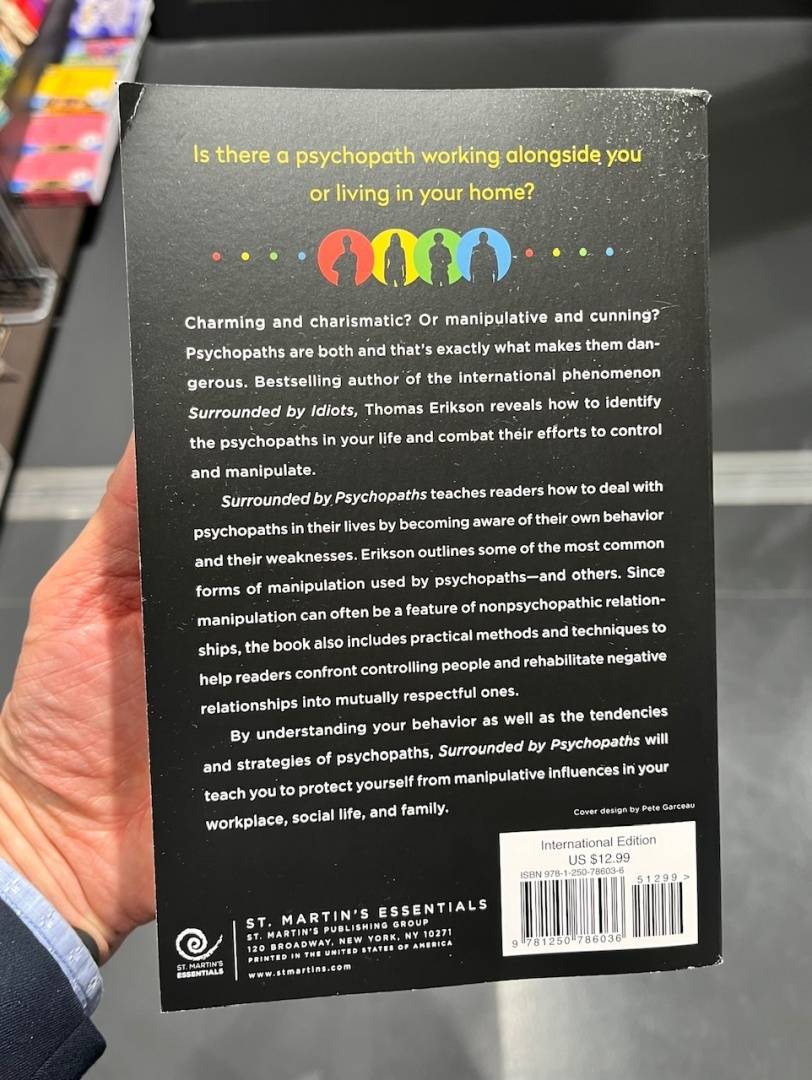 Is there a psychopath working alongside you
or living in your home?
Charming and charismatic? Or manipulative and cunning?
Psychopaths are both and that's exactly what makes them dan-
gerous. Bestselling author of the international phenomenon
Surrounded by Idiots, Thomas Erikson reveals how to identify
the psychopaths in your life and combat their efforts to control
and manipulate.
Surrounded by Psychopaths teaches readers how to deal with
psychopaths in their lives by becoming aware of their own behavior
and their weaknesses. Erikson outlines some of the most common
forms of manipulation used by psychopaths—and others. Since
manipulation can often be a feature of nonpsychopathic relation-
ships, the book also includes practical methods and techniques to
help readers confront controlling people and rehabilitate negative
relationships into mutually respectful ones.
By understanding your behavior as well as the tendencies
and strategies of psychopaths, Surrounded by Psychopaths will
teach you to protect yourself from manipulative influences in your
workplace, social life, and family.
Cover design by Pete Garceau
International Edition
US $12.99
ISBN 978-1-250-78603-6
51299 >
9 781250 786036
ST. MARTIN'S
ESSENTIALS
ST. MARTIN'S ESSENTIALS
ST. MARTIN'S PUBLISHING GROUP
120 BROADWAY, NEW YORK, NY 10271
PRINTED IN THE UNITED STATES OF AMERICA
www.stmartins.com